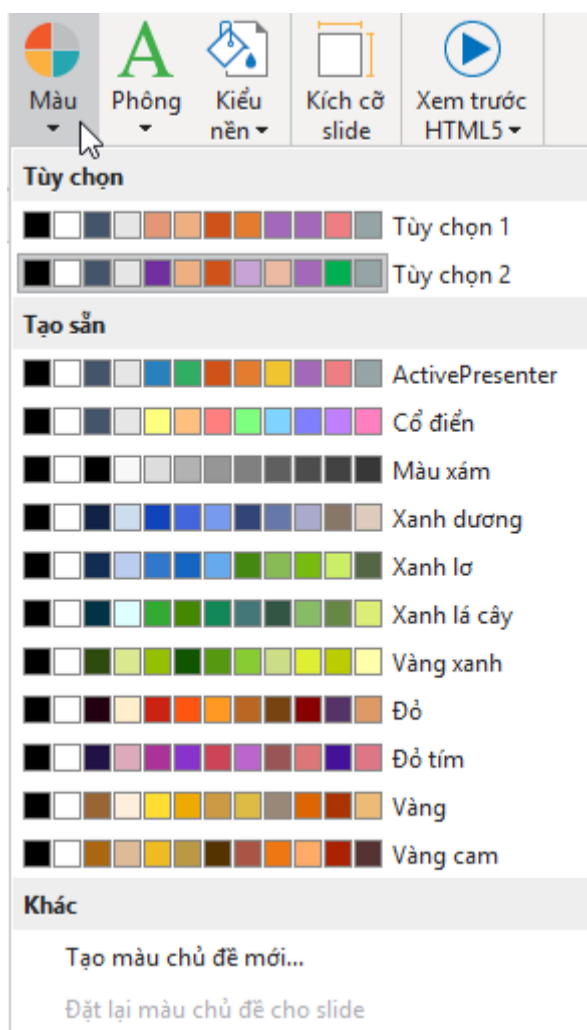 Màu
Phông
Kiểu nền
Kích cỡ slide
Xem trước HTML5
Tùy chọn
Tùy chọn 1
Tùy chọn 2
Tạo sẵn
ActivePresenter
Cổ điển
Màu xám
Xanh dương
Xanh lơ
Xanh lá cây
Vàng xanh
Đỏ
Đỏ tím
Vàng
Vàng cam
Khác
Tạo màu chủ đề mới...
Đặt lại màu chủ đề cho slide